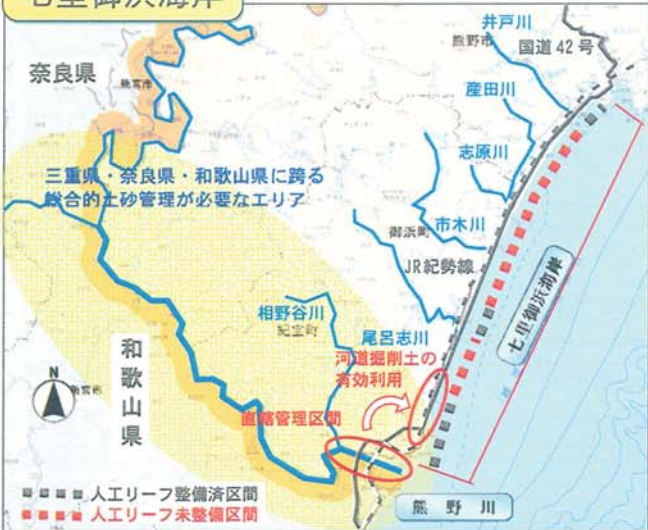 七里御浜海岸
井戸川
熊野市
国道42号
奈良県
熊野市
産田川
志原川
三重県・奈良県・和歌山県に跨る
総合的土砂管理が必要なエリア
市木川
御浜町
JR紀勢線
七里御浜海岸
相野谷川
紀宝町
尾呂志川
河道掘削土の
有効利用
和歌山県
N
新宮市
直轄管理区間
人工リーフ整備済区間
人工リーフ未整備区間
熊野川